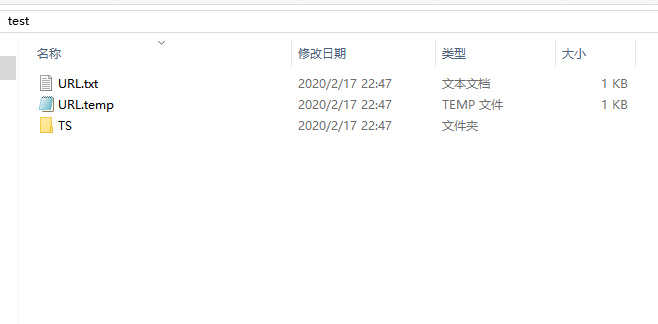 test
名称 修改日期 类型 大小
URL.txt 2020/2/17 22:47 文本文档 1 KB
URL.temp 2020/2/17 22:47 TEMP 文件 1 KB
TS 2020/2/17 22:47 文件夹